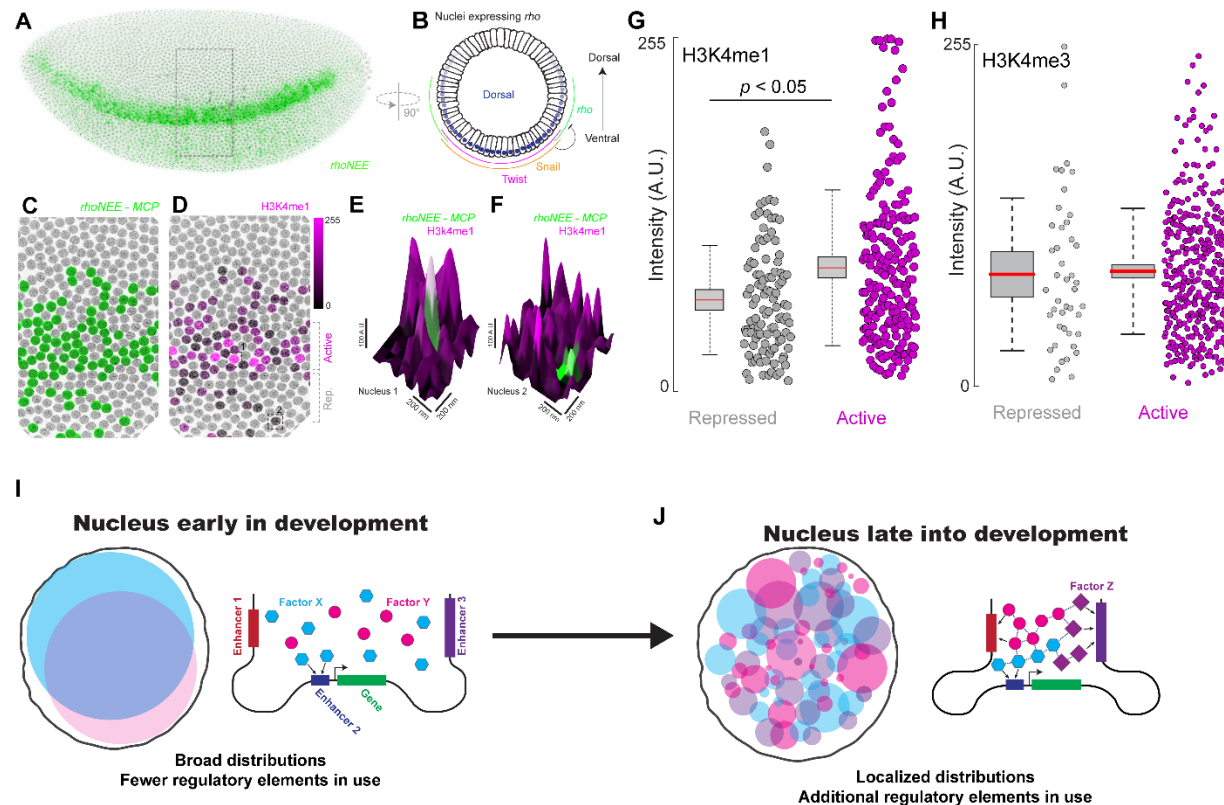 A
rhoNEE
90°
B
Nuclei expressing rho
Dorsal
Dorsal
rho
Ventral
Snail
Twist
C
rhoNEE - MCP
D
H3K4me1
255
0
1
2
Active
Rep.
E
rhoNEE - MCP
H3k4me1
100 A.U.
Nucleus 1
200 nm
200 nm
F
rhoNEE - MCP
H3k4me1
100 A.U.
Nucleus 2
200 nm
200 nm
G
255
H3K4me1
p < 0.05
Intensity (A.U.)
0
Repressed
Active
H
255
H3K4me3
Intensity (A.U.)
0
Repressed
Active
I
Nucleus early in development
Enhancer 1
Factor X
Factor Y
Enhancer 3
Enhancer 2
Gene
Broad distributions
Fewer regulatory elements in use
J
Nucleus late into development
Factor Z
Localized distributions
Additional regulatory elements in use